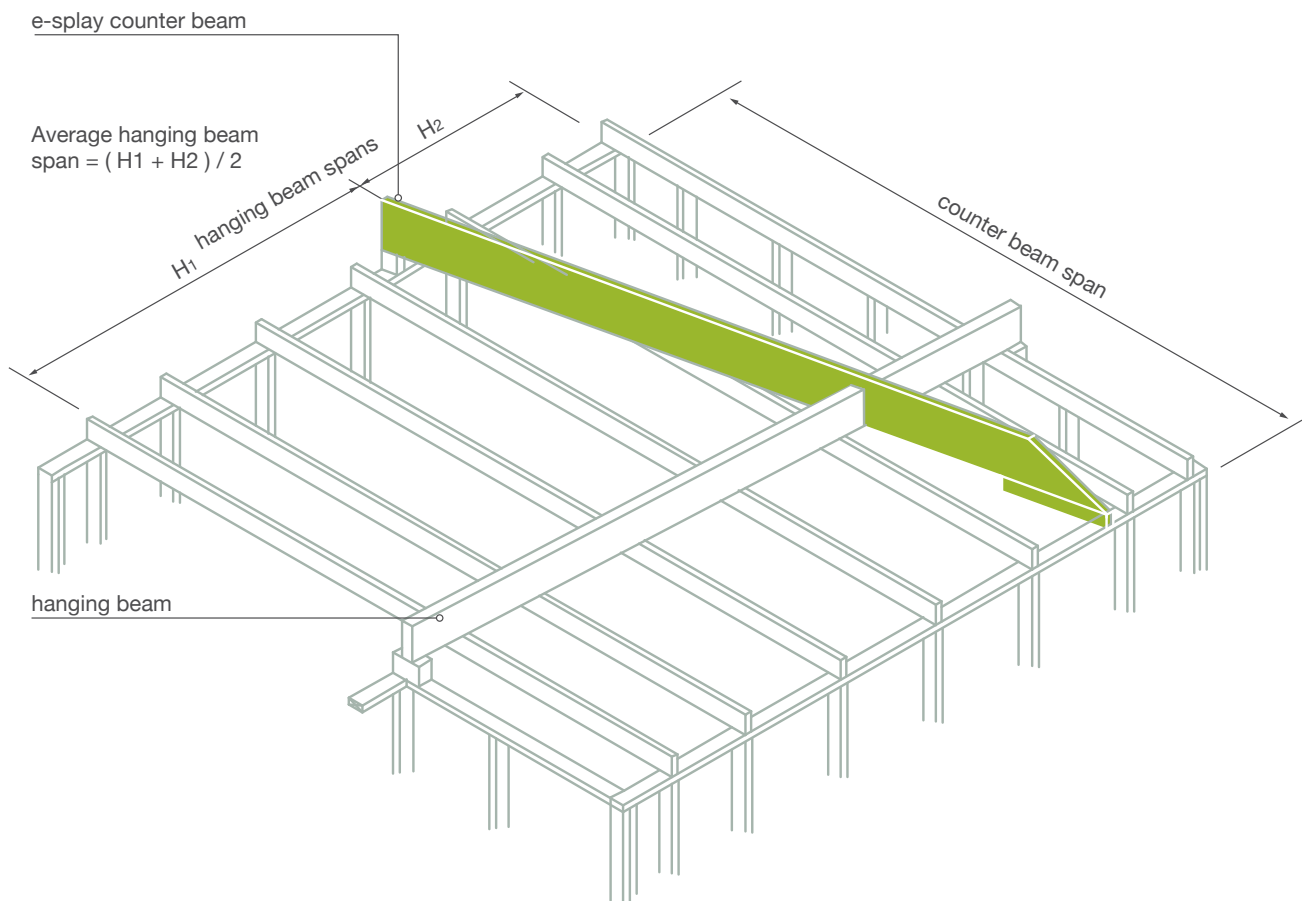 e-splay counter beam
Average hanging beam
span = ( H1 + H2 ) / 2
H1
hanging beam spans
H2
counter beam span
hanging beam